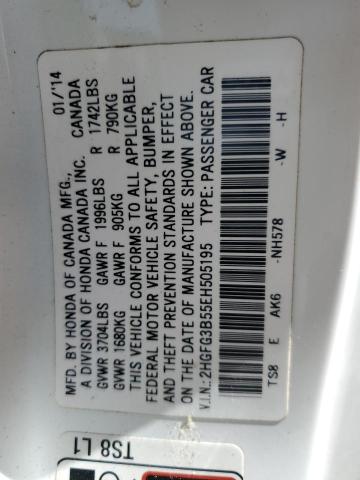 MFD. BY HONDA OF CANADA MFG., 01/'14
A DIVISION OF HONDA CANADA INC. CANADA
GVWR 3704LBS GAWR F 1996LBS R 1742LBS
GVWR 1680KG GAWR F 905KG R 790KG
THIS VEHICLE CONFORMS TO ALL APPLICABLE
FEDERAL MOTOR VEHICLE SAFETY, BUMPER,
AND THEFT PREVENTION STANDARDS IN EFFECT
ON THE DATE OF MANUFACTURE SHOWN ABOVE.
V.I.N.:2HGFG3B55EH505195 TYPE: PASSENGER CAR
TS8 E AK6 -NH578 -W -H
TS8 L1